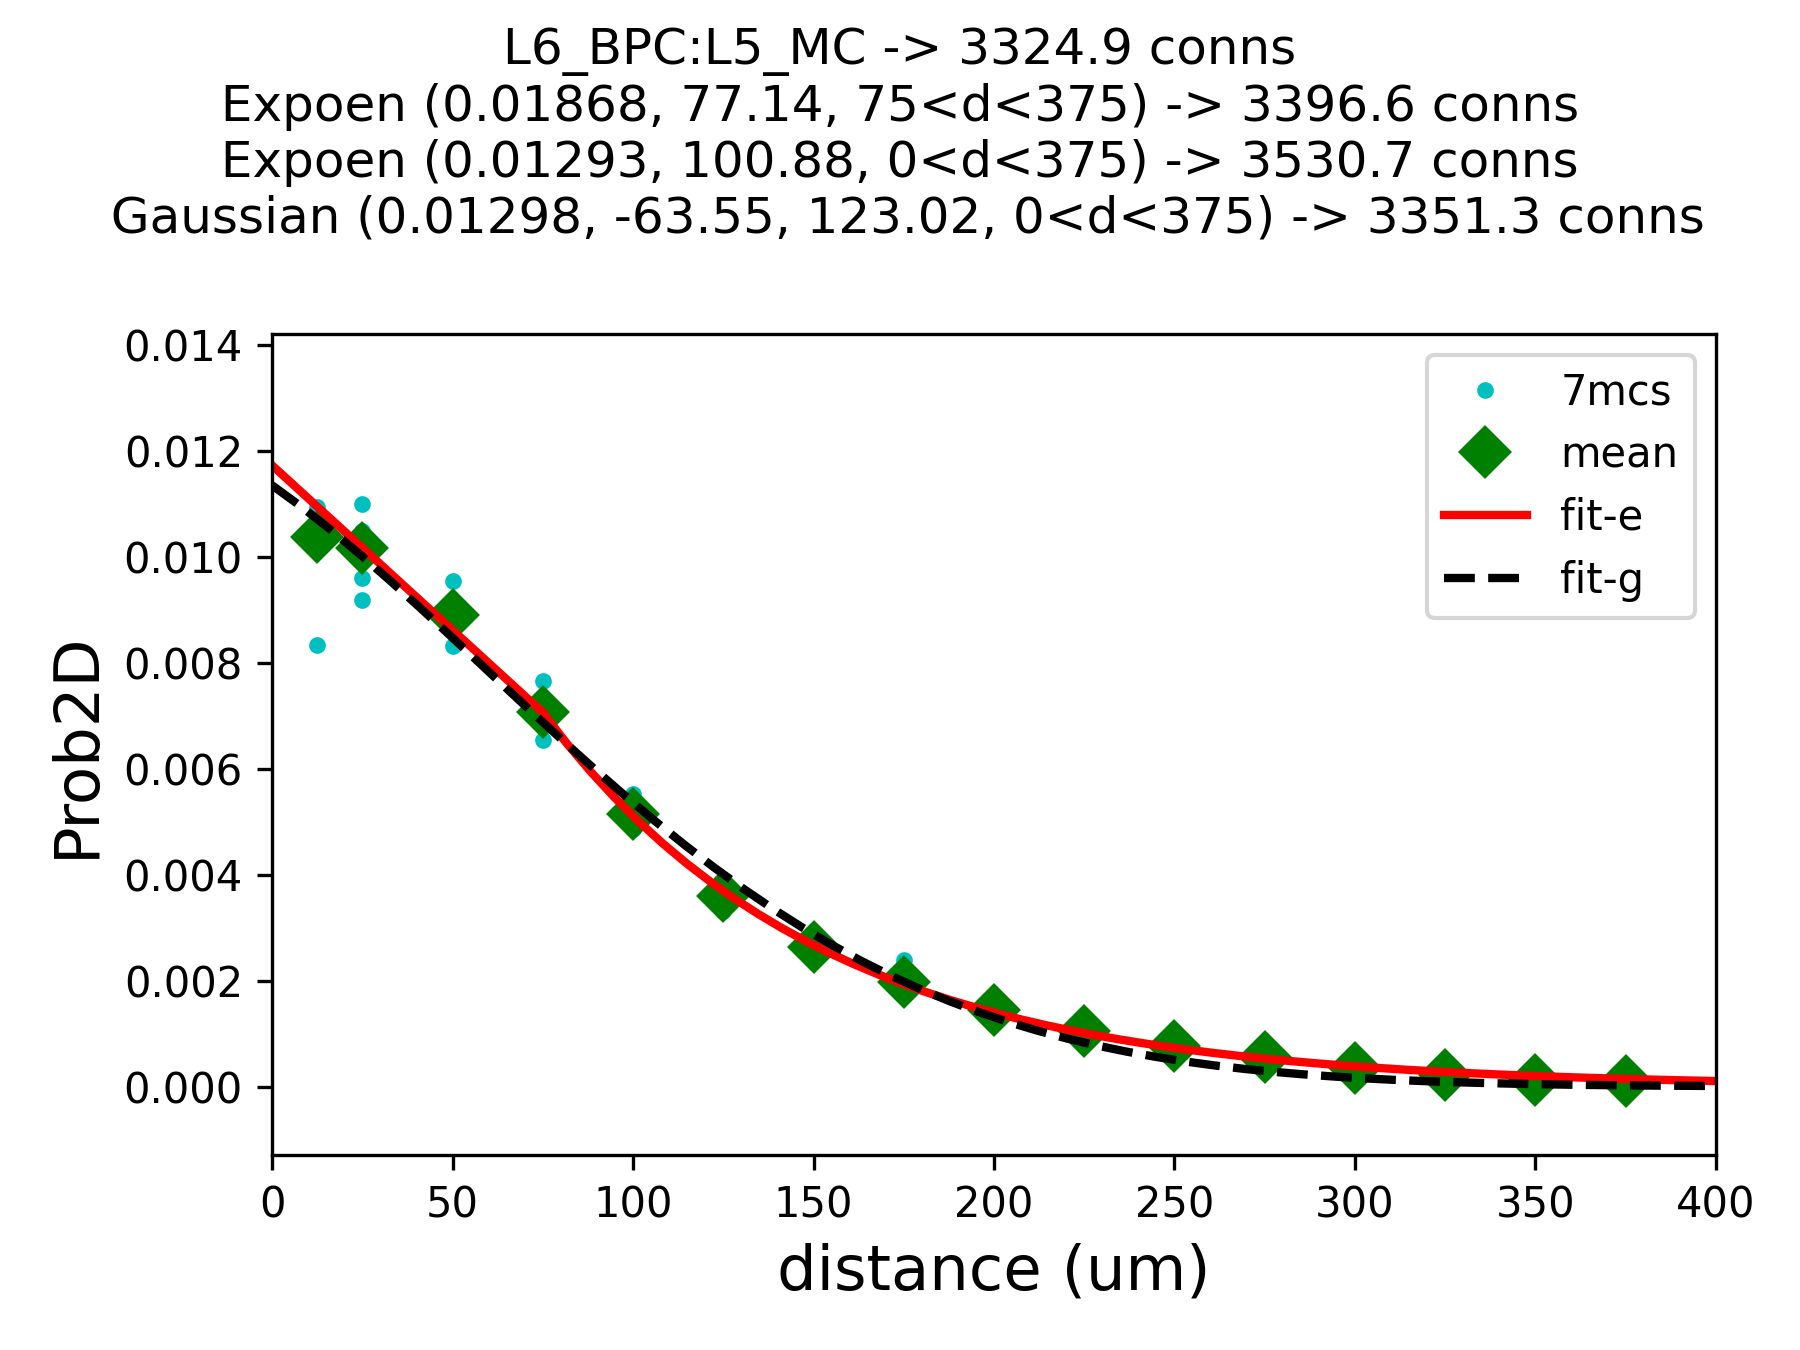 L6_BPC:L5_MC -> 3324.9 conns
Expoen (0.01868, 77.14, 75<d<375) -> 3396.6 conns
Expoen (0.01293, 100.88, 0<d<375) -> 3530.7 conns
Gaussian (0.01298, -63.55, 123.02, 0<d<375) -> 3351.3 conns
0.014
0.012
0.010
0.008
0.006
0.004
0.002
0.000
Prob2D
7mcs
mean
fit-e
fit-g
0 50 100 150 200 250 300 350 400
distance (um)